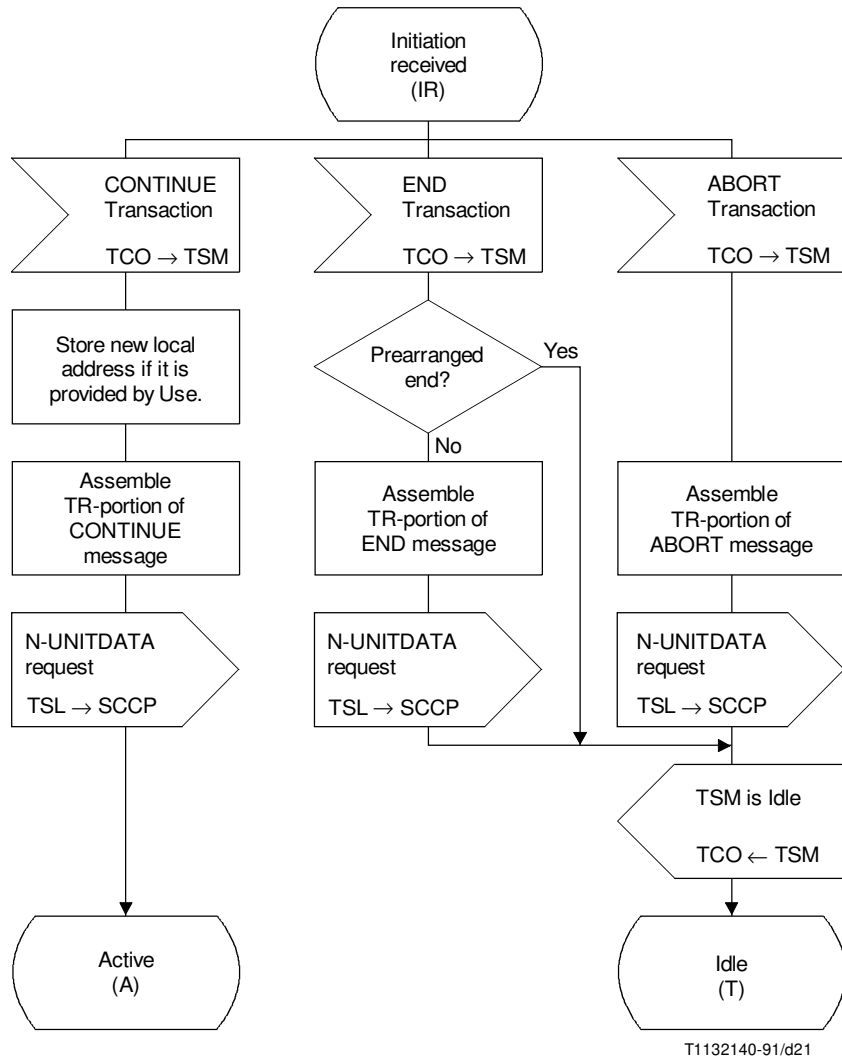 Initiation
received
(IR)
CONTINUE
Transaction
TCO → TSM
END
Transaction
TCO → TSM
ABORT
Transaction
TCO → TSM
Store new local
address if it is
provided by Use.
Prearranged
end?
Yes
No
Assemble
TR-portion of
CONTINUE
message
Assemble
TR-portion of
END message
Assemble
TR-portion of
ABORT message
N-UNITDATA
request
TSL → SCCP
N-UNITDATA
request
TSL → SCCP
N-UNITDATA
request
TSL → SCCP
TSM is Idle
TCO ← TSM
Active
(A)
Idle
(T)
T1132140-91/d21